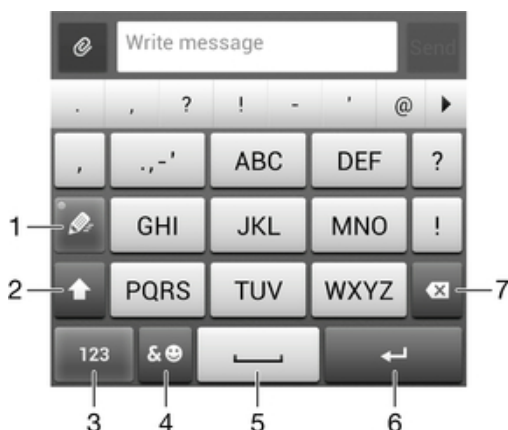 Write message Send
. , ? ! - ' @
, .,-' ABC DEF ?
1 GHI JKL MNO !
2 PQRS TUV WXYZ 7
123 &
3 4 5 6